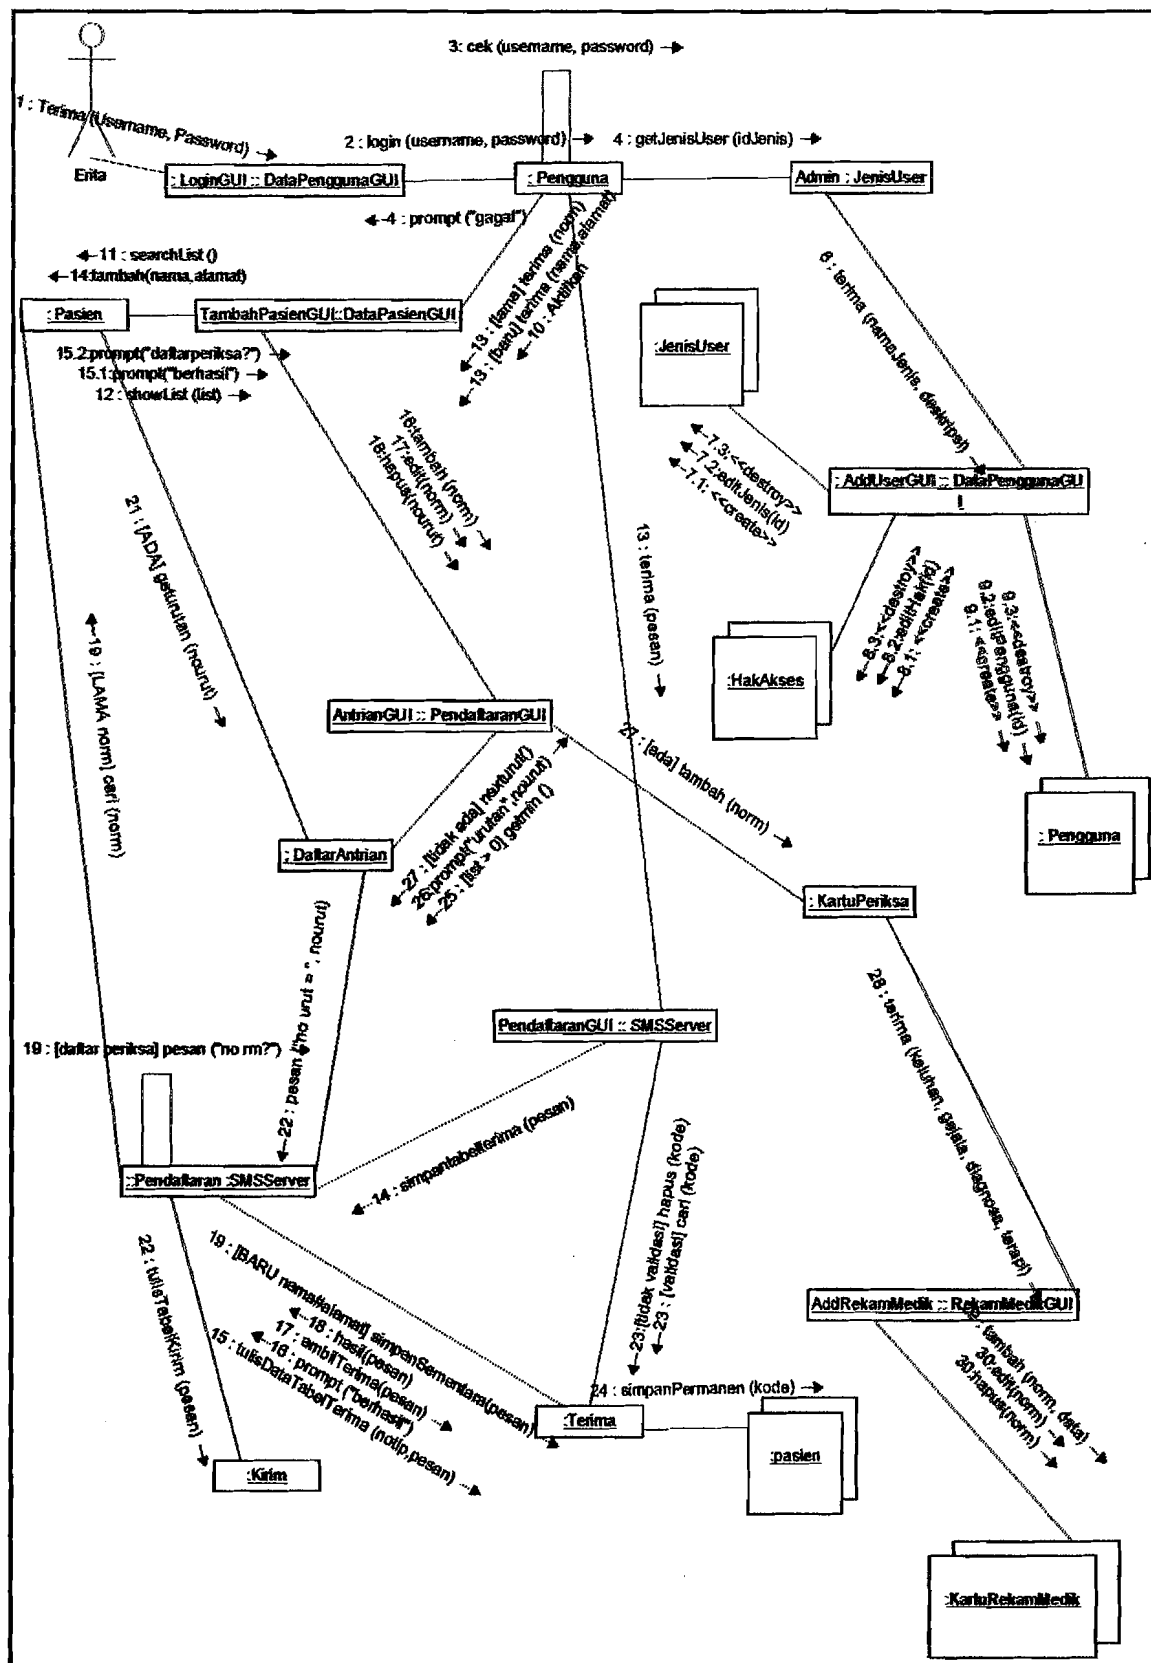 3: cek (username, password)
1 : Terima (Username, Password)
2 : login (username, password)
4 : getJenisUser (idJenis)
Erita
: LoginGUI :: DataPenggunaGUI
: Pengguna
Admin : JenisUser
4 : prompt ("gagal")
11 : searchList ()
14:tambah(nama,alamat)
: Pasien
TambahPasienGUI::DataPasienGUI
13 : [lama] terima (noprl)
13 : [baru] terima (nama,alamat)
10 : Aktifkan
15.2:prompt("daftarperiksa?")
15.1:prompt("berhasil")
12 : showList (list)
:JenisUser
6 : terima (namaJenis, deskripsi)
7.3:<<destroy>>
7.2:editJenis(id)
7.1: <<create>>
: AddUserGUI :: DataPenggunaGU
I
16:tambah (norm)
17:edit(norm)
18:hapus(nourut)
21 : [ADA] geturutan (nourut)
19 : [LAMA norm] cari (norm)
13 : terima (pesan)
8.3:<<destroy>>
8.2:editHak(id)
8.1: <<create>>
9.3:<<destroy>>
9.2:editPengguna(id)
9.1: <<create>>
:HakAkses
AntrianGUI :: PendaftaranGUI
27 : [ada] tambah (norm)
: Pengguna
27 : [tidak ada] nexturut()
26:prompt("urutan",nourut)
25 : [list > 0] getmin ()
: DaftarAntrian
: KartuPeriksa
22 : pesan ("no urut = ", nourut)
28 : terima (keluhan, gejala, diagnosa, terapi)
PendaftaranGUI :: SMSServer
19 : [daftar periksa] pesan ("no rm?")
14 : simpantabelterima (pesan)
::Pendaftaran :SMSServer
23:[tidak validasi] hapus (kode)
23 : [validasi] cari (kode)
22 : tulisTabelKirim (pesan)
19 : [BARU nama#alamat] simpanSementara(pesan)
18 : hasil(pesan)
17 : ambilTerima(pesan)
16 : prompt ("berhasil")
15 : tulisDataTabelTerima (notlp,pesan)
AddRekamMedik :: RekamMedikGUI
tambah (norm, data)
30:edit(norm)
30:hapus(norm)
24 : simpanPermanen (kode)
:Terima
:pasien
:Kirim
:KartuRekamMedik